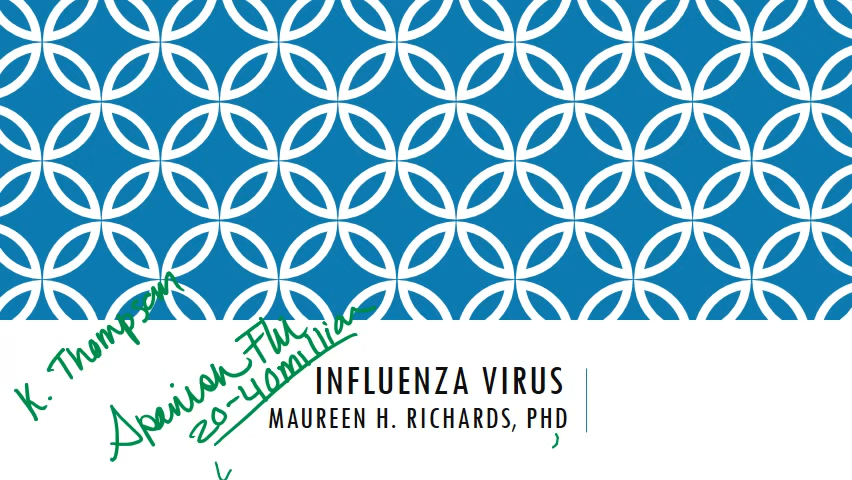 K. Thompson
Spanish Flu
20-40 million
INFLUENZA VIRUS
MAUREEN H. RICHARDS, PHD